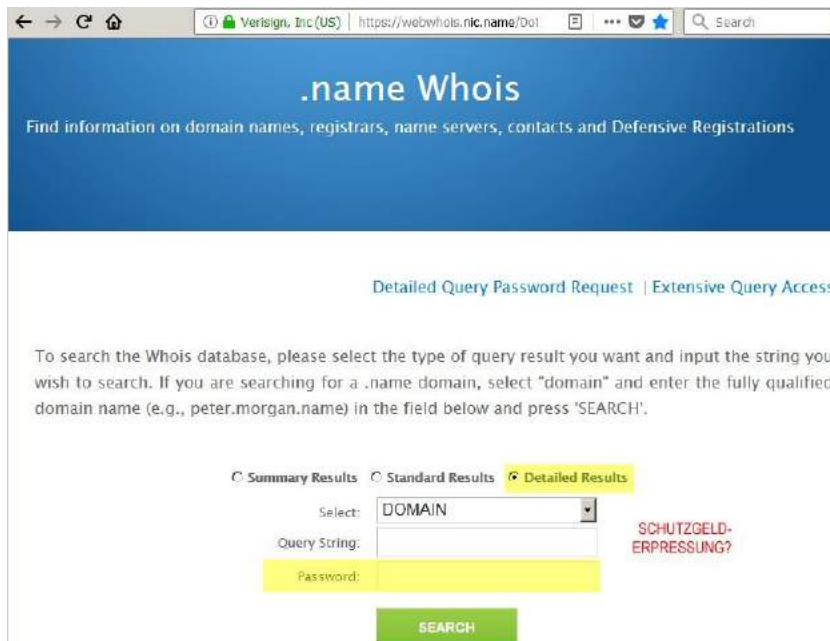 Verisign, Inc (US) https://webwhois.nic.name/Dot ... Search
.name Whois
Find information on domain names, registrars, name servers, contacts and Defensive Registrations
Detailed Query Password Request | Extensive Query Access
To search the Whois database, please select the type of query result you want and input the string you
wish to search. If you are searching for a .name domain, select "domain" and enter the fully qualified
domain name (e.g., peter.morgan.name) in the field below and press 'SEARCH'.
Summary Results Standard Results Detailed Results
Select: DOMAIN
SCHUTZGELD-
Query String:
ERPRESSUNG?
Password:
SEARCH